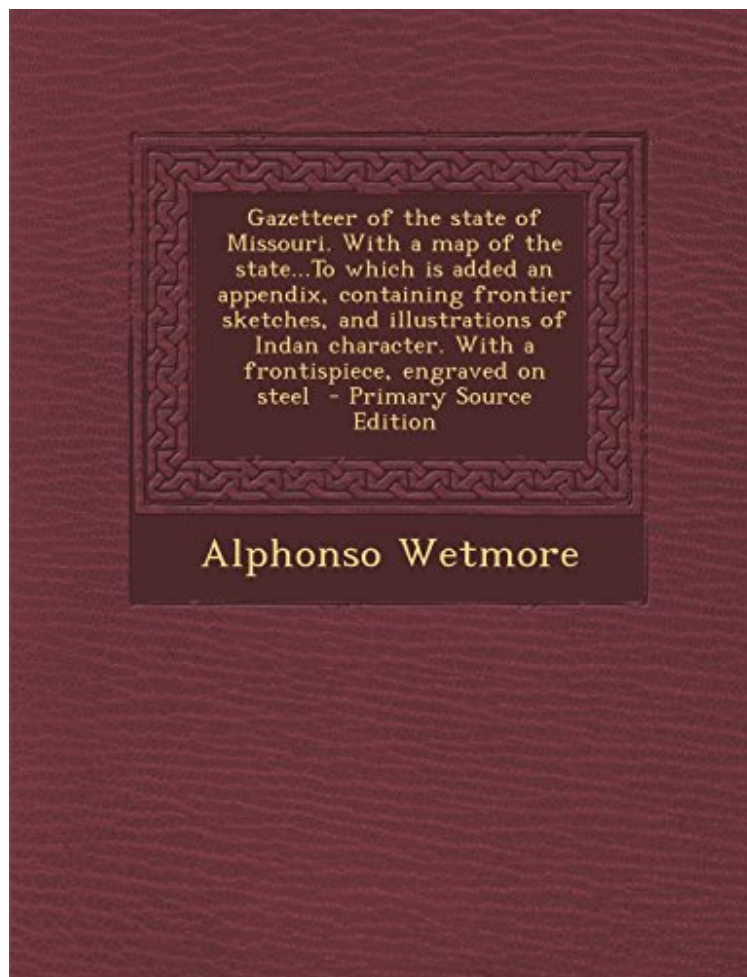 Gazetteer of the state of
Missouri. With a map of the
state...To which is added an
appendix, containing frontier
sketches, and illustrations of
Indan character. With a
frontispiece, engraved on
steel - Primary Source
Edition
Alphonso Wetmore